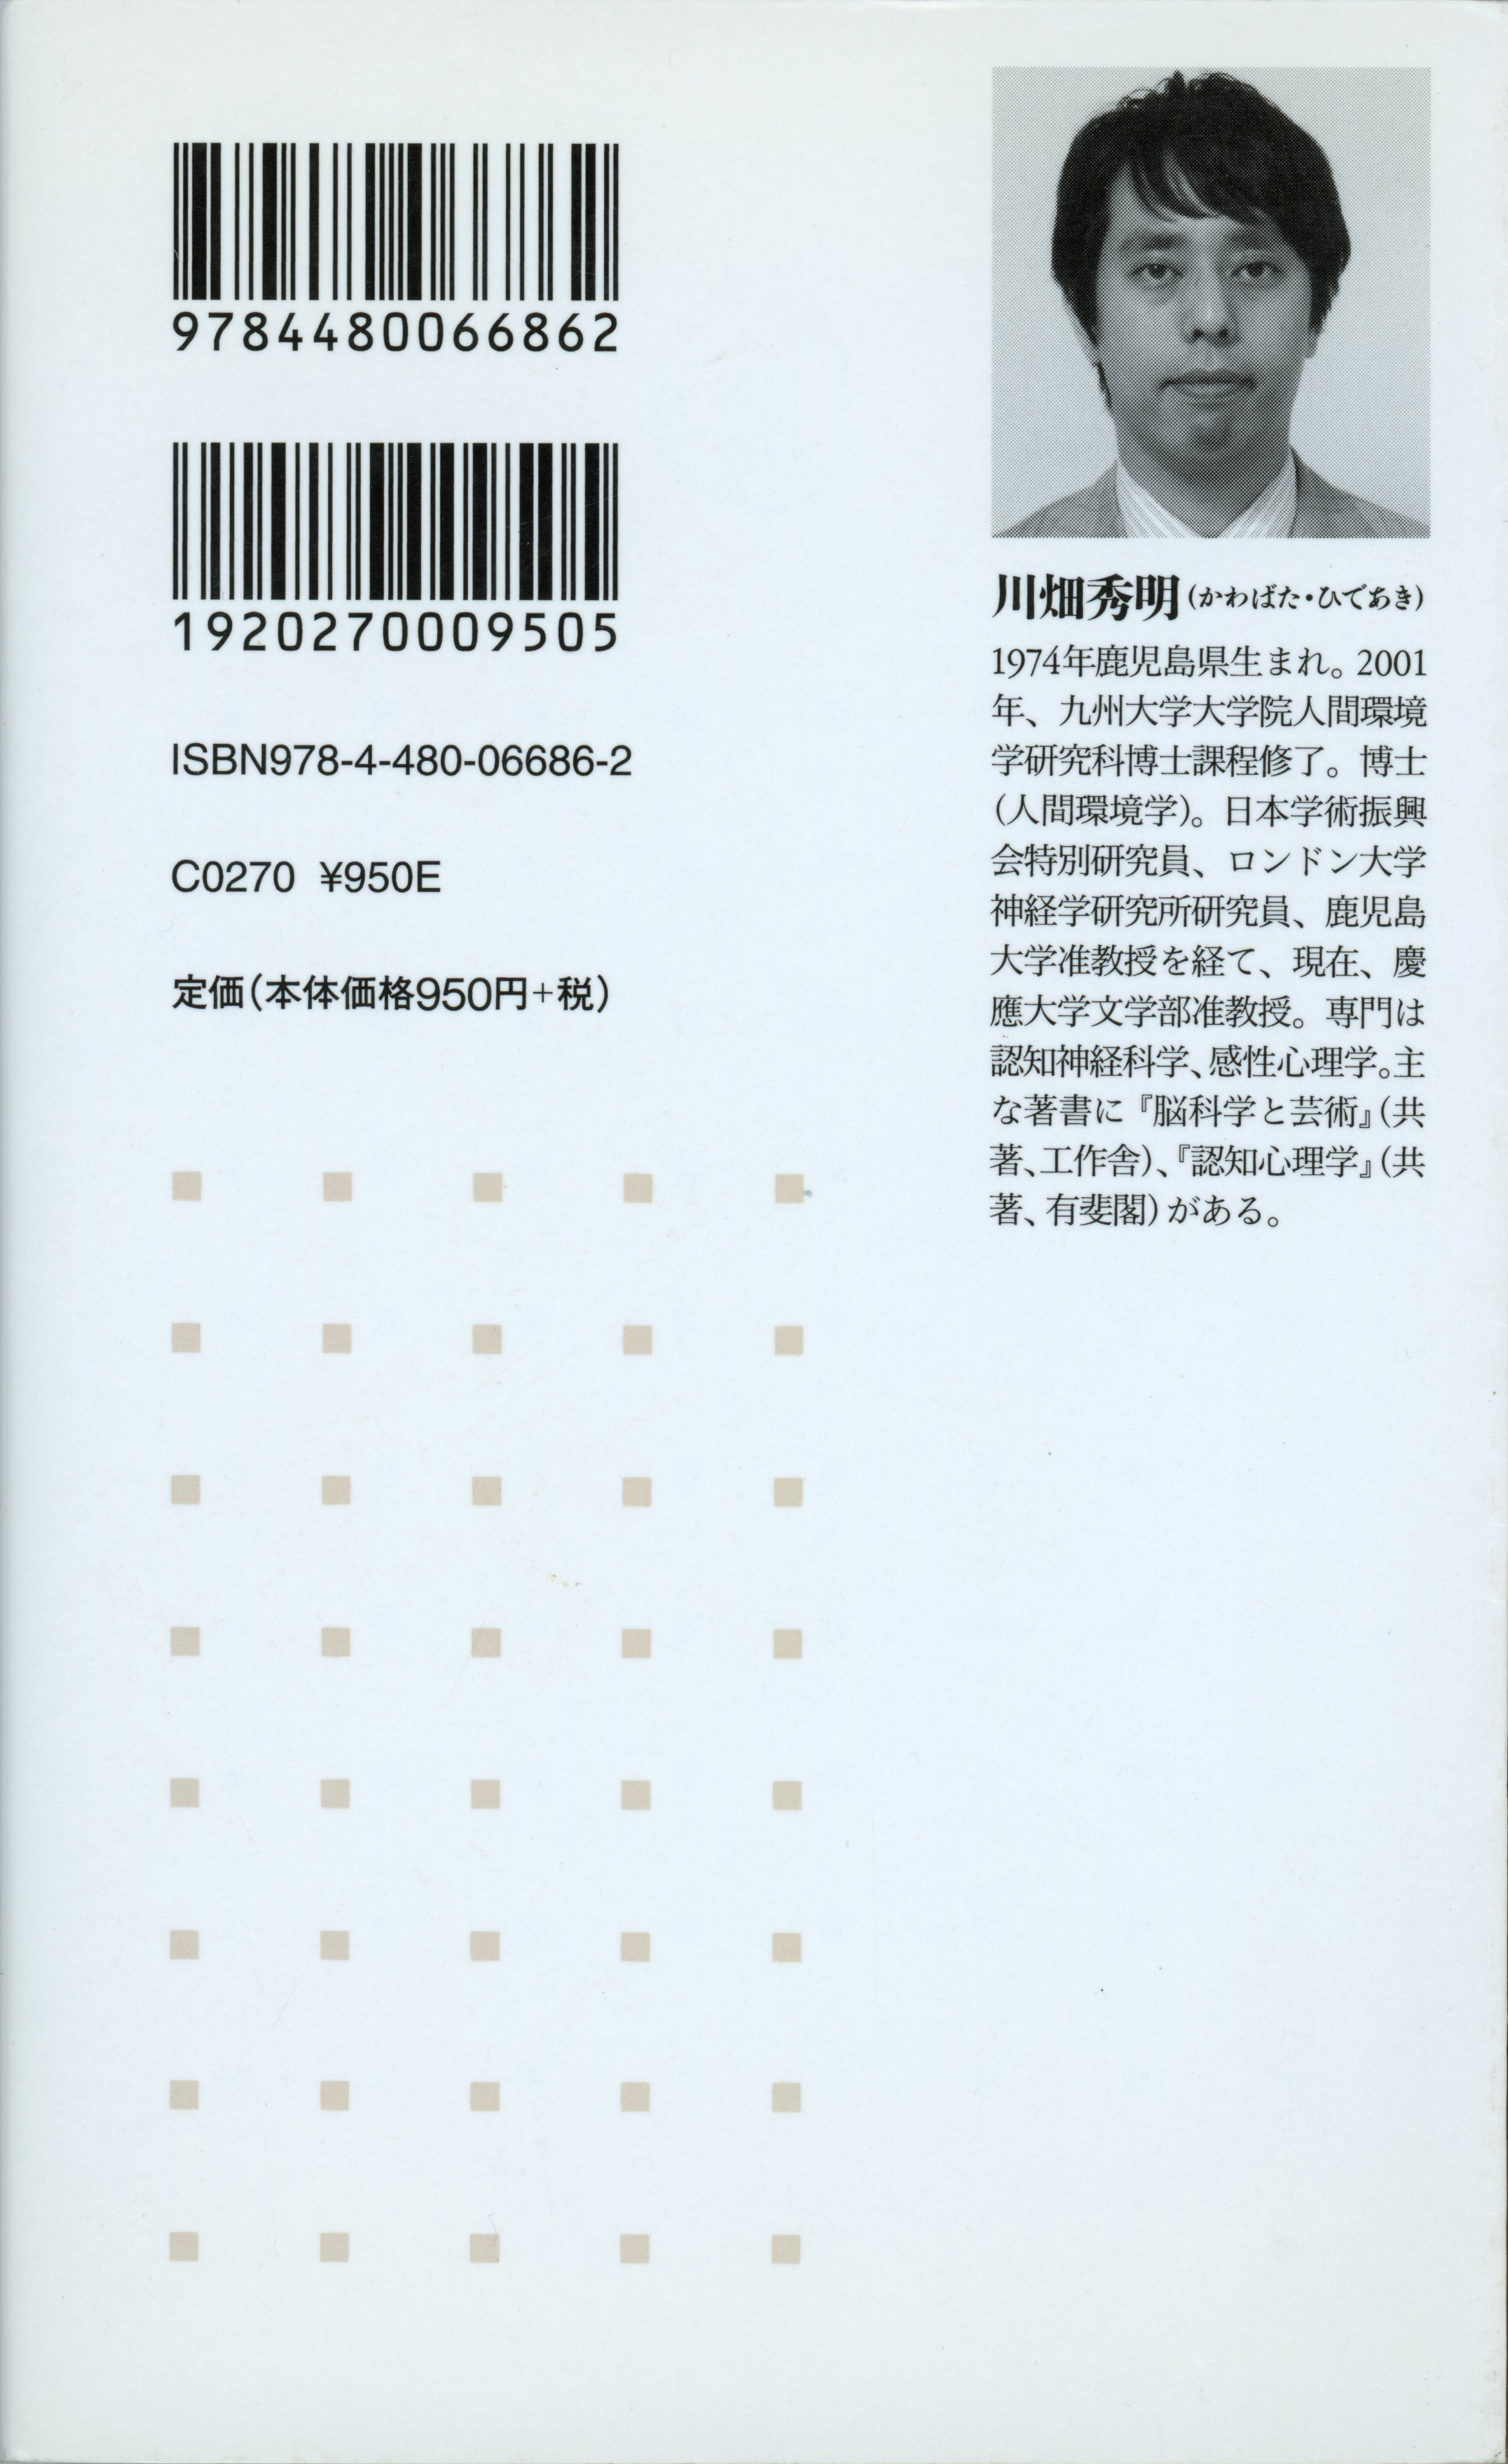 9784480066862
1920270009505
ISBN978-4-480-06686-2
C0270 ¥950E
定価(本体価格950円+税)
川畑秀明(かわばた・ひであき)
1974年鹿児島県生まれ。2001
年、九州大学大学院人間環境
学研究科博士課程修了。博士
(人間環境学)。日本学術振興
会特別研究員、ロンドン大学
神経学研究所研究員、鹿児島
大学准教授を経て、現在、慶
應大学文学部准教授。専門は
認知神経科学、感性心理学。主
な著書に『脳科学と芸術』(共
著、工作舎)、『認知心理学』(共
著、有斐閣)がある。